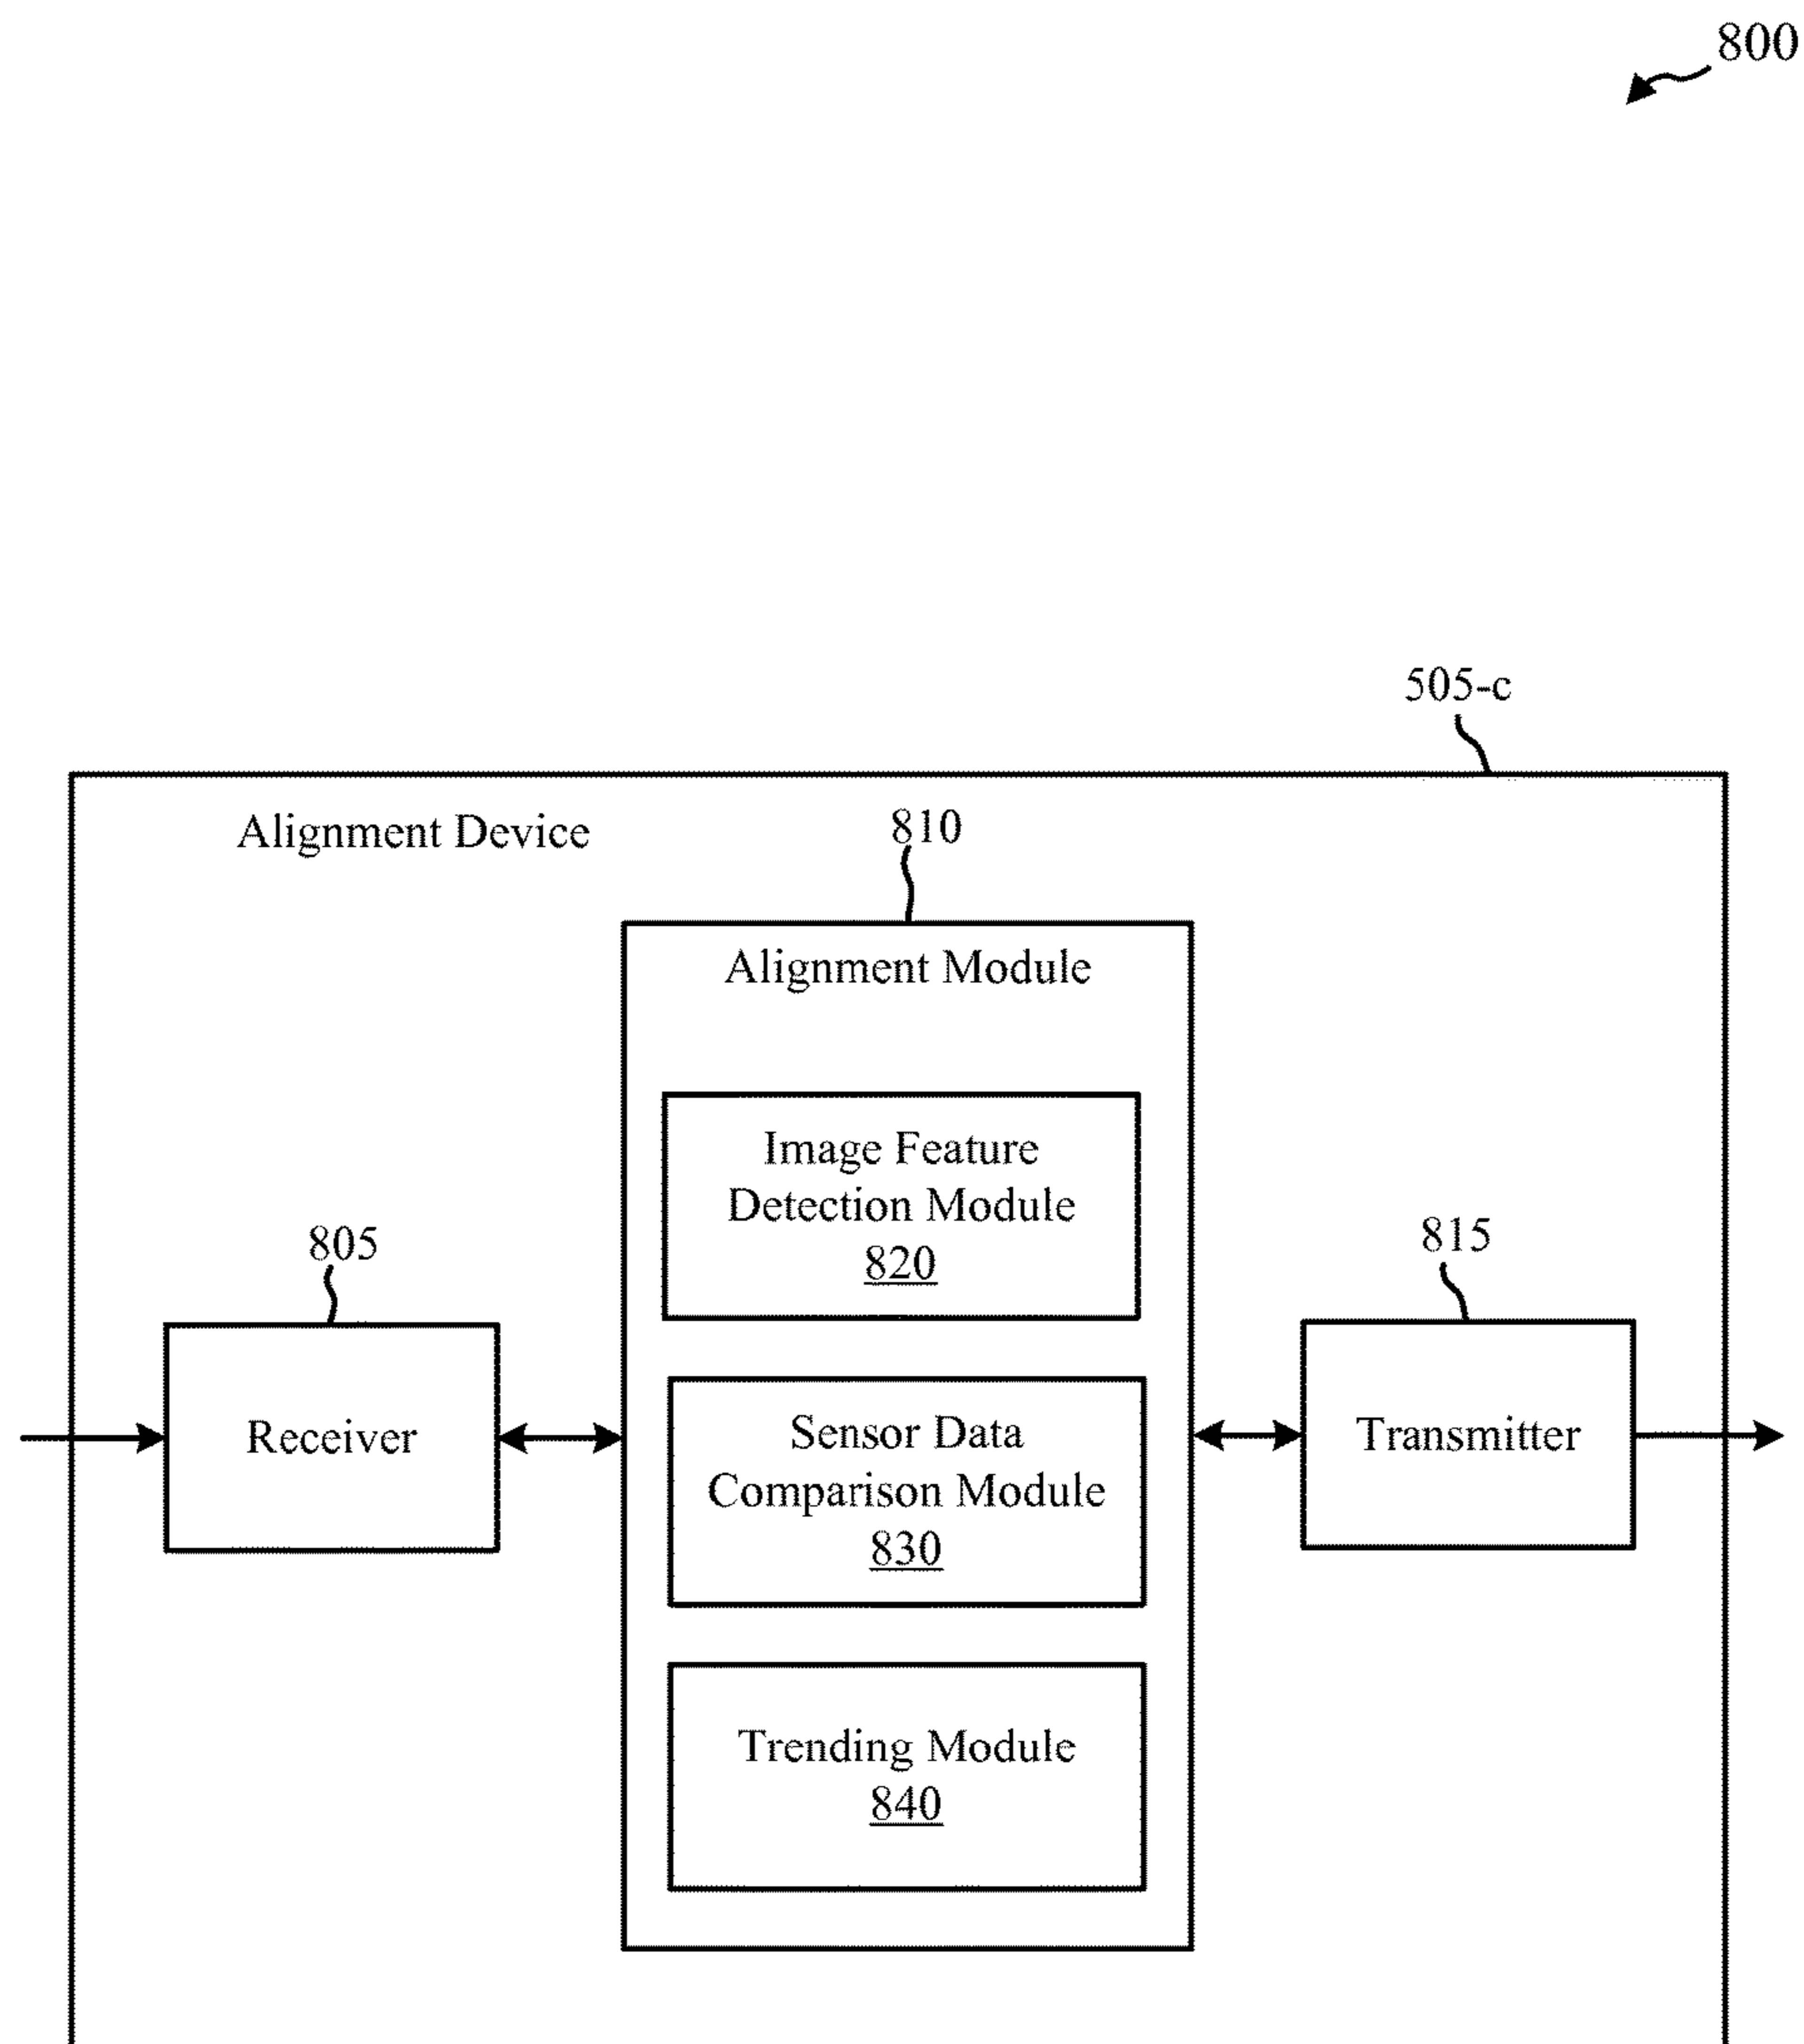 800
505-c
Alignment Device
810
Alignment Module
Image Feature
Detection Module
820
805
815
Receiver
Sensor Data
Comparison Module
830
Transmitter
Trending Module
840